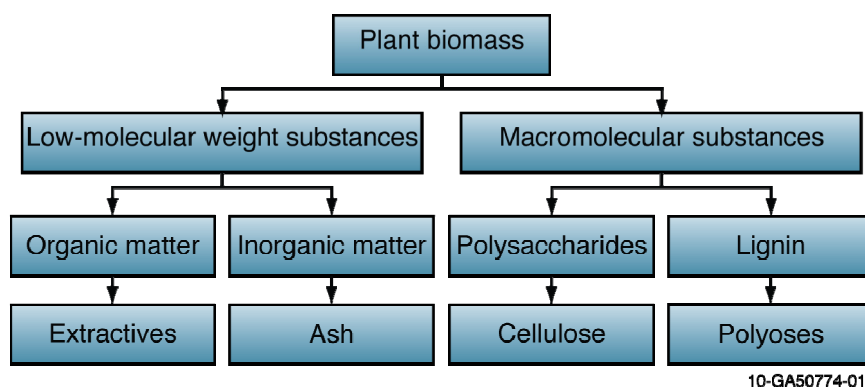 Plant biomass
Low-molecular weight substances
Macromolecular substances
Organic matter
Inorganic matter
Polysaccharides
Lignin
Extractives
Ash
Cellulose
Polyoses
10-GA50774-01